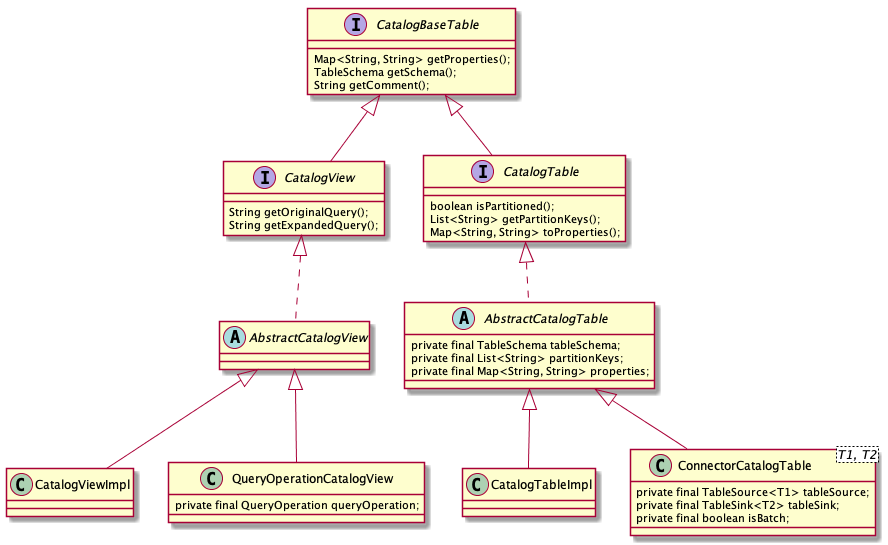 I CatalogBaseTable
Map<String, String> getProperties();
TableSchema getSchema();
String getComment();
I CatalogView
String getOriginalQuery();
String getExpandedQuery();
I CatalogTable
boolean isPartitioned();
List<String> getPartitionKeys();
Map<String, String> toProperties();
A AbstractCatalogView
A AbstractCatalogTable
private final TableSchema tableSchema;
private final List<String> partitionKeys;
private final Map<String, String> properties;
C CatalogViewImpl
C QueryOperationCatalogView
private final QueryOperation queryOperation;
C CatalogTableImpl
C ConnectorCatalogTable
T1, T2
private final TableSource<T1> tableSource;
private final TableSink<T2> tableSink;
private final boolean isBatch;